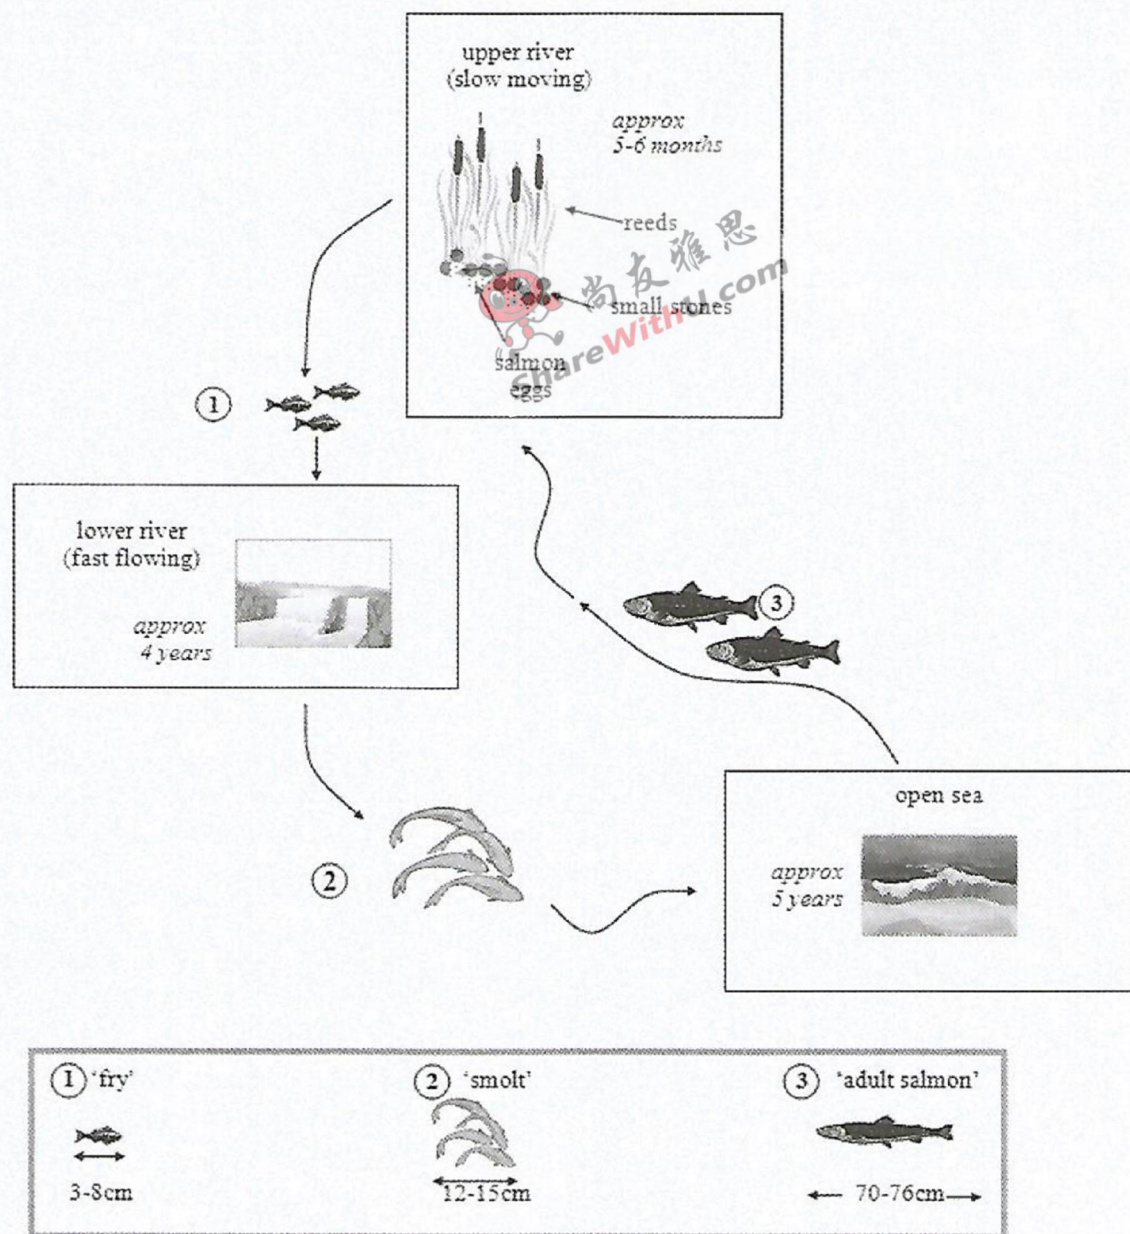 upper river
(slow moving)
approx
5-6 months
reeds
尚友雅思
ShareWithU.com
small stones
salmon
eggs
1
lower river
(fast flowing)
approx
4 years
3
open sea
approx
5 years
2
1 'fry'
3-8cm
2 'smolt'
12-15cm
3 'adult salmon'
70-76cm